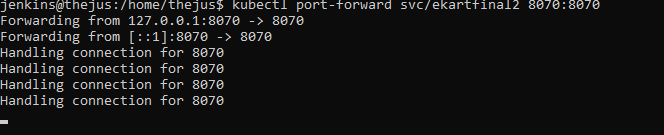 jenkins@thejus:/home/thejus$ kubectl port-forward svc/ekartfinal2 8070:8070
Forwarding from 127.0.0.1:8070 -> 8070
Forwarding from [::1]:8070 -> 8070
Handling connection for 8070
Handling connection for 8070
Handling connection for 8070
Handling connection for 8070